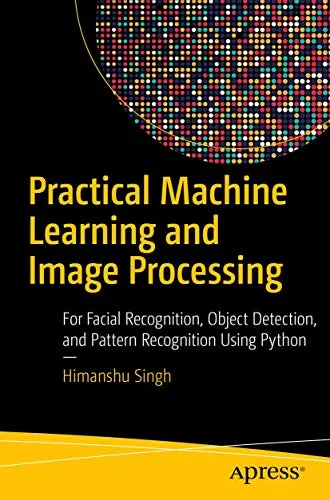 Practical Machine
Learning and
Image Processing
For Facial Recognition, Object Detection,
and Pattern Recognition Using Python
Himanshu Singh
Apress®